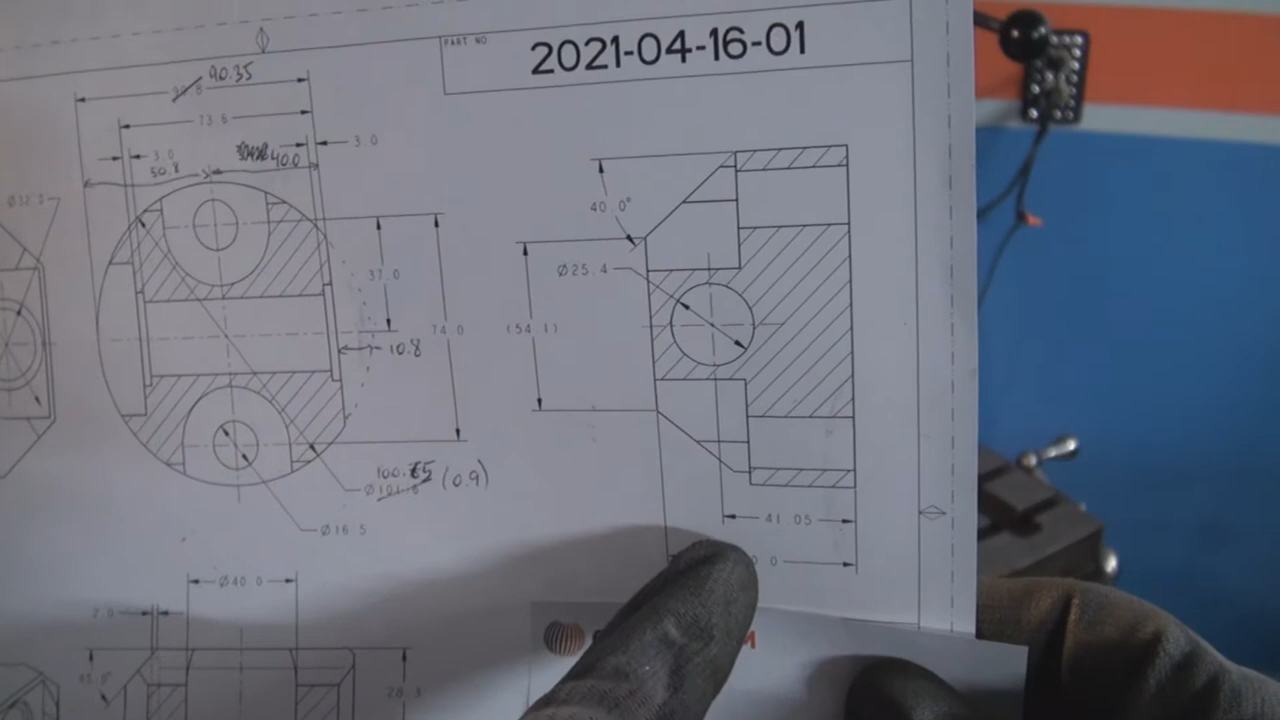 PART NO
2021-04-16-01
90.35
73.6
3.0
3.0
50.8
40.0
Ø32.0
40.0°
Ø25.4
37.0
74.0
(54.1)
10.8
100.65 (0.9)
Ø101.6
Ø16.5
41.05
Ø40.0
2.0
45.0°
28.3